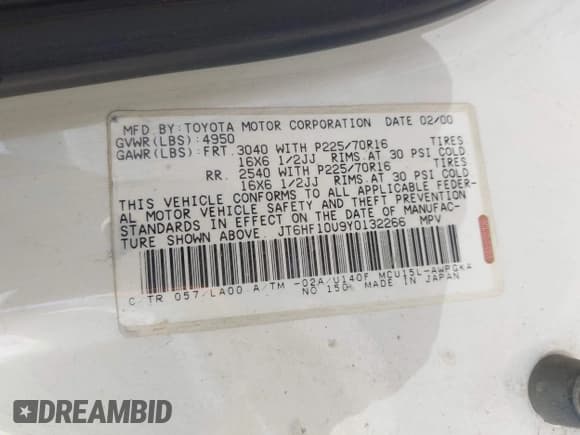 MFD.BY:TOYOTA MOTOR CORPORATION DATE 02/00
GVWR(LBS):4950
GAWR(LBS):FRT. 3040 WITH P225/70R16 TIRES
16X6 1/2JJ RIMS,AT 30 PSI COLD
RR. 2540 WITH P225/70R16 TIRES
16X6 1/2JJ RIMS,AT 30 PSI COLD
THIS VEHICLE CONFORMS TO ALL APPLICABLE FEDER-
AL MOTOR VEHICLE SAFETY AND THEFT PREVENTION
STANDARDS IN EFFECT ON THE DATE OF MANUFAC-
TURE SHOWN ABOVE. JT6HF10U9Y0132266 MPV
C/TR 057/LA00 A/TM -02A/U140F MCU15L-AWPGKA
NO 150 MADE IN JAPAN
DREAMBID